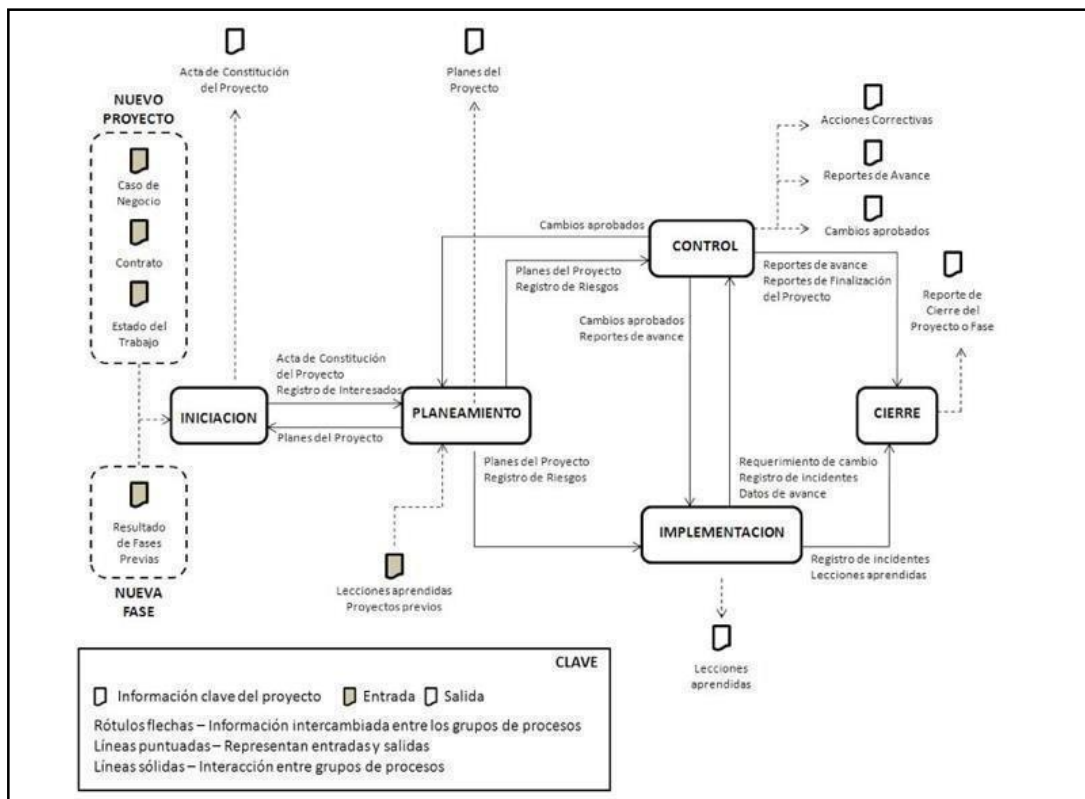 Acta de Constitución
del Proyecto
Planes del
Proyecto
NUEVO
PROYECTO
Caso de
Negocio
Contrato
Estado del
Trabajo
Acciones Correctivas
Reportes de Avance
Cambios aprobados
Cambios aprobados
CONTROL
Planes del Proyecto
Registro de Riesgos
Reportes de avance
Reportes de Finalización
del Proyecto
Reporte de
Cierre del
Proyecto o Fase
Cambios aprobados
Reportes de avance
Acta de Constitución
del Proyecto
Registro de Interesados
INICIACION
PLANEAMIENTO
CIERRE
Planes del Proyecto
Planes del Proyecto
Registro de Riesgos
Requerimiento de cambio
Registro de incidentes
Datos de avance
Resultado
de Fases
Previas
NUEVA
FASE
IMPLEMENTACION
Registro de incidentes
Lecciones aprendidas
Lecciones aprendidas
Proyectos previos
Lecciones
aprendidas
CLAVE
Información clave del proyecto Entrada Salida
Rótulos flechas – Información intercambiada entre los grupos de procesos
Líneas puntuadas – Representan entradas y salidas
Líneas sólidas – Interacción entre grupos de procesos